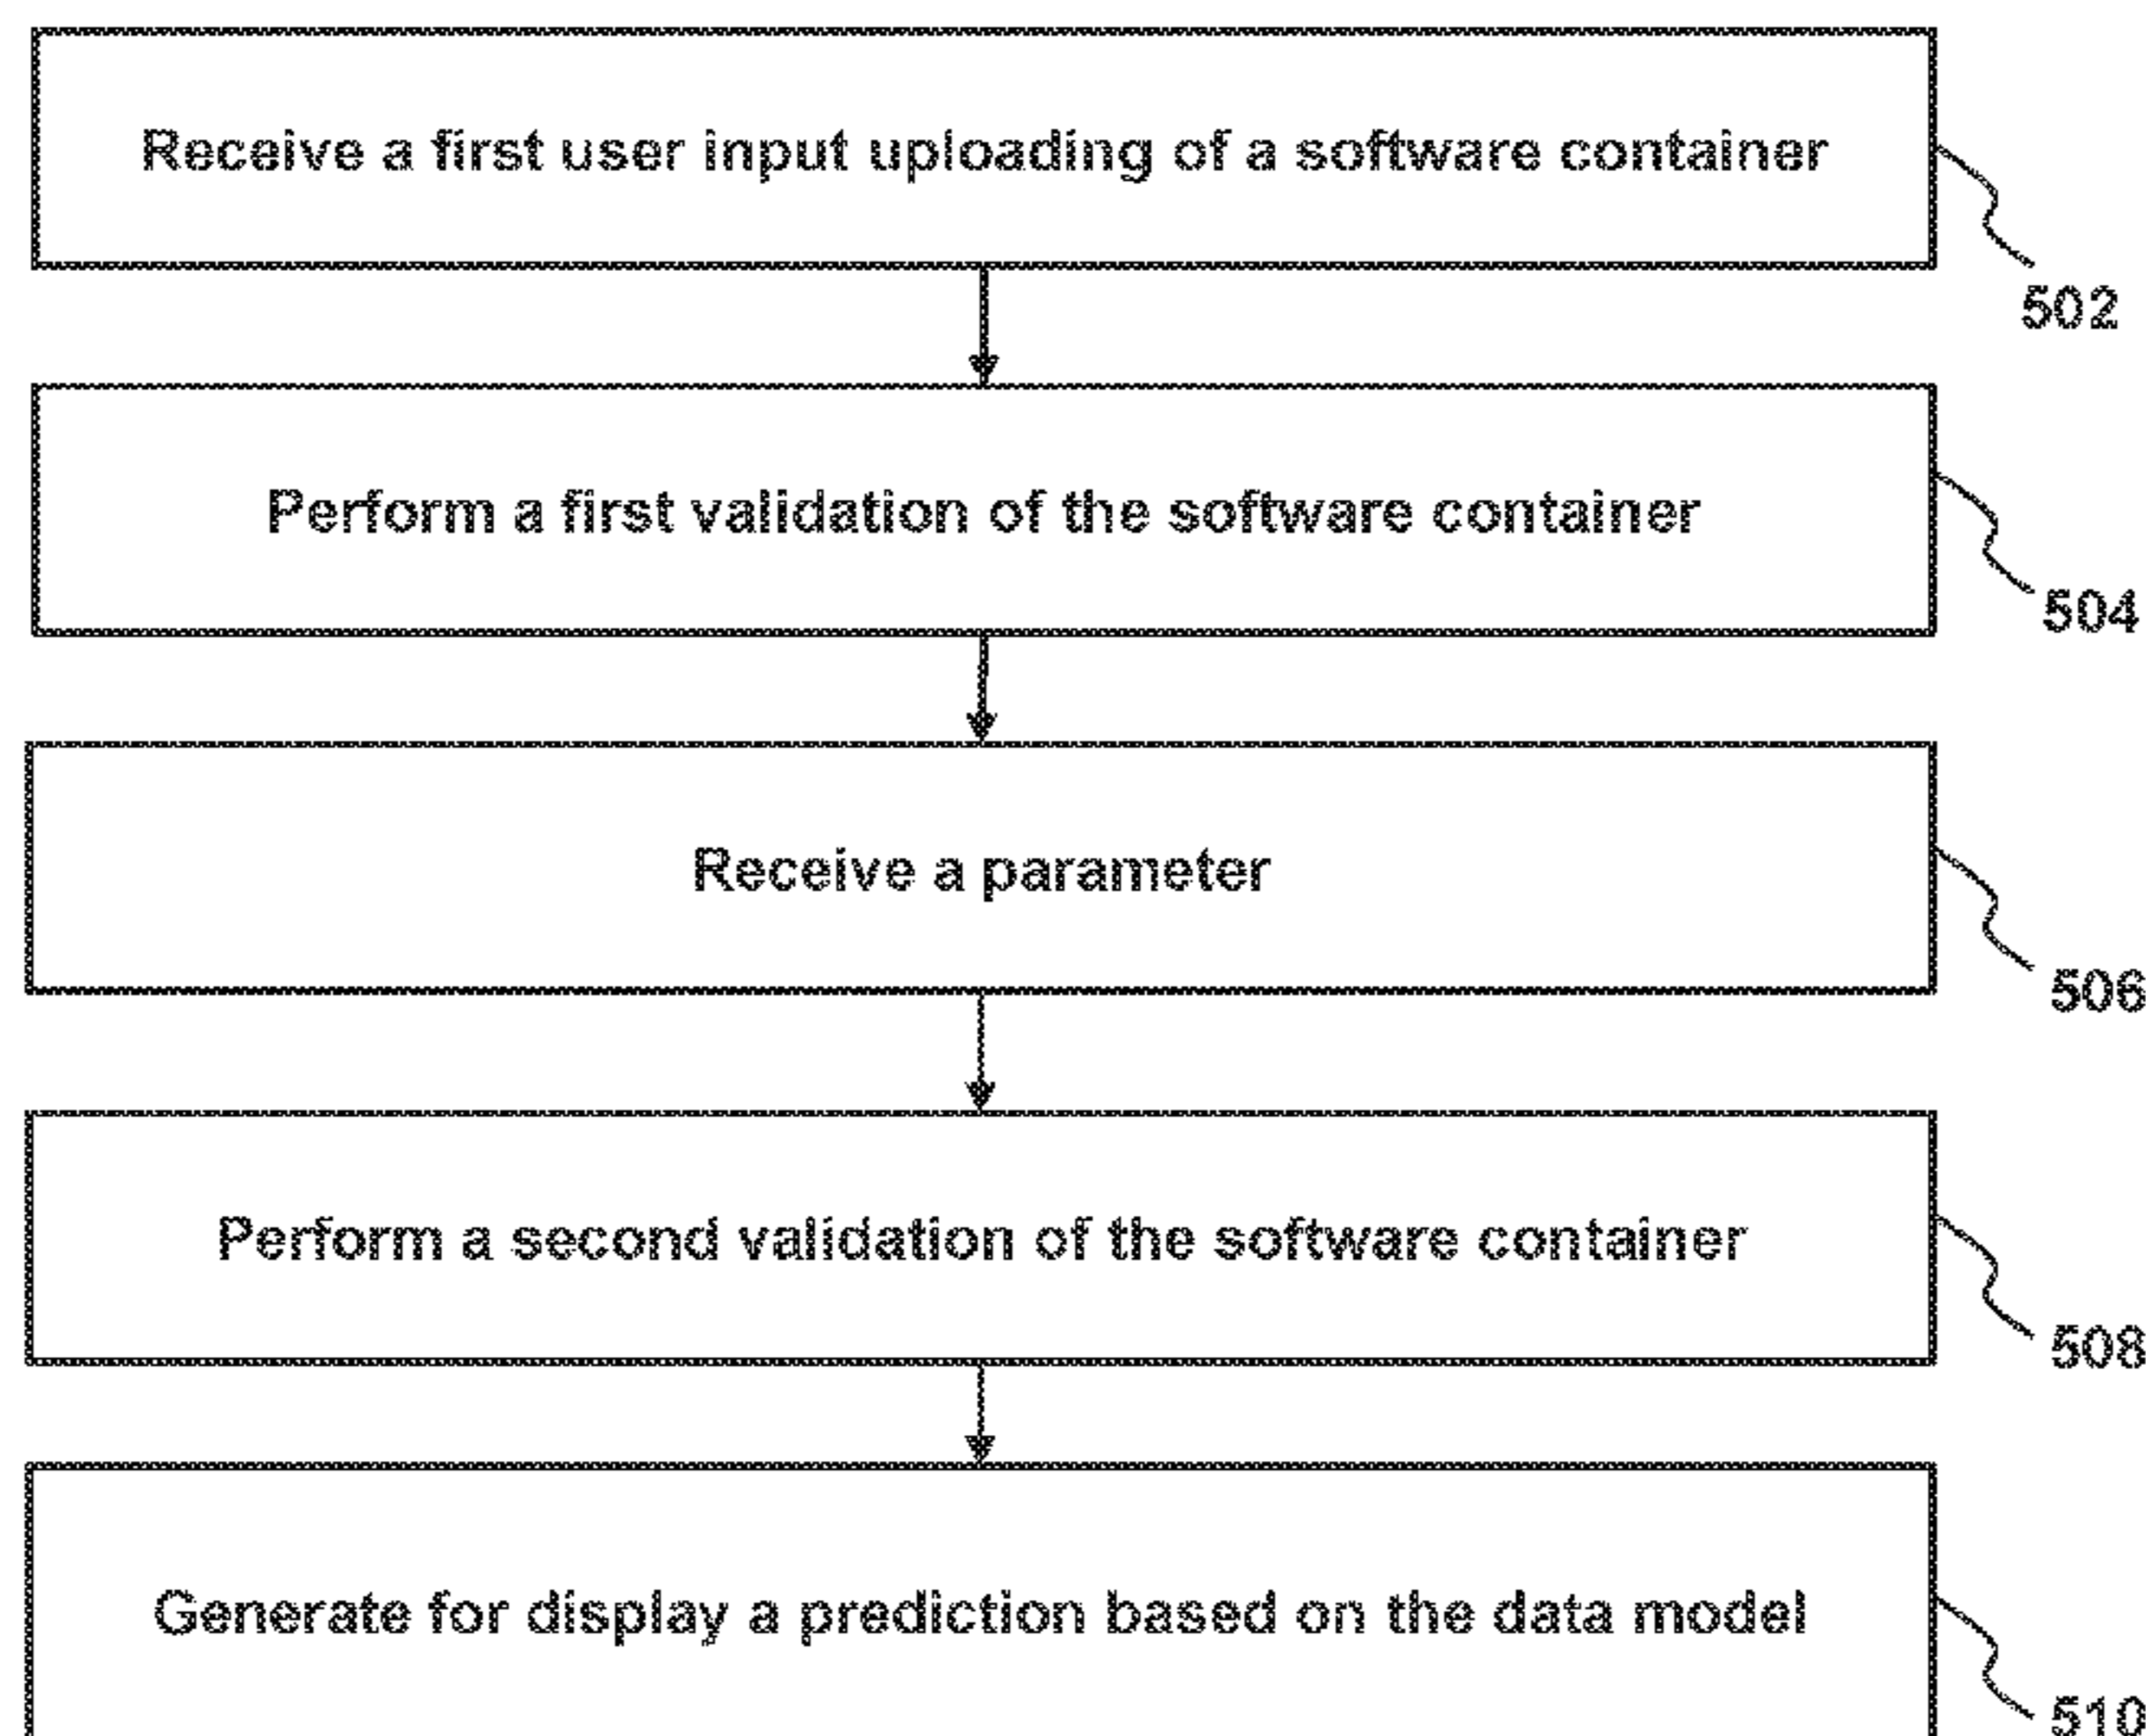 Receive a first user input uploading of a software container
502
Perform a first validation of the software container
504
Receive a parameter
506
Perform a second validation of the software container
508
Generate for display a prediction based on the data model
510